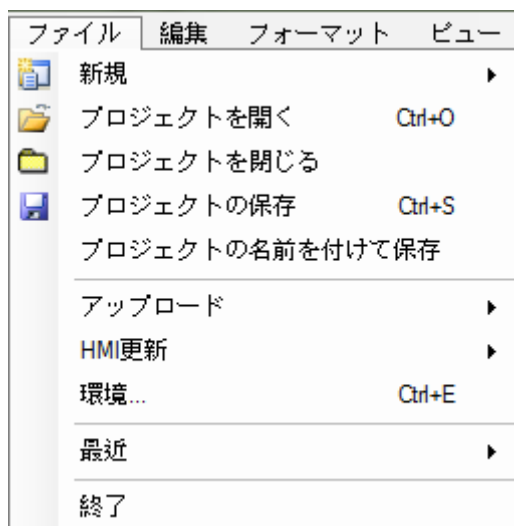 ファイル 編集 フォーマット ビュー
新規
プロジェクトを開く Ctrl+O
プロジェクトを閉じる
プロジェクトの保存 Ctrl+S
プロジェクトの名前を付けて保存
アップロード
HMI更新
環境... Ctrl+E
最近
終了